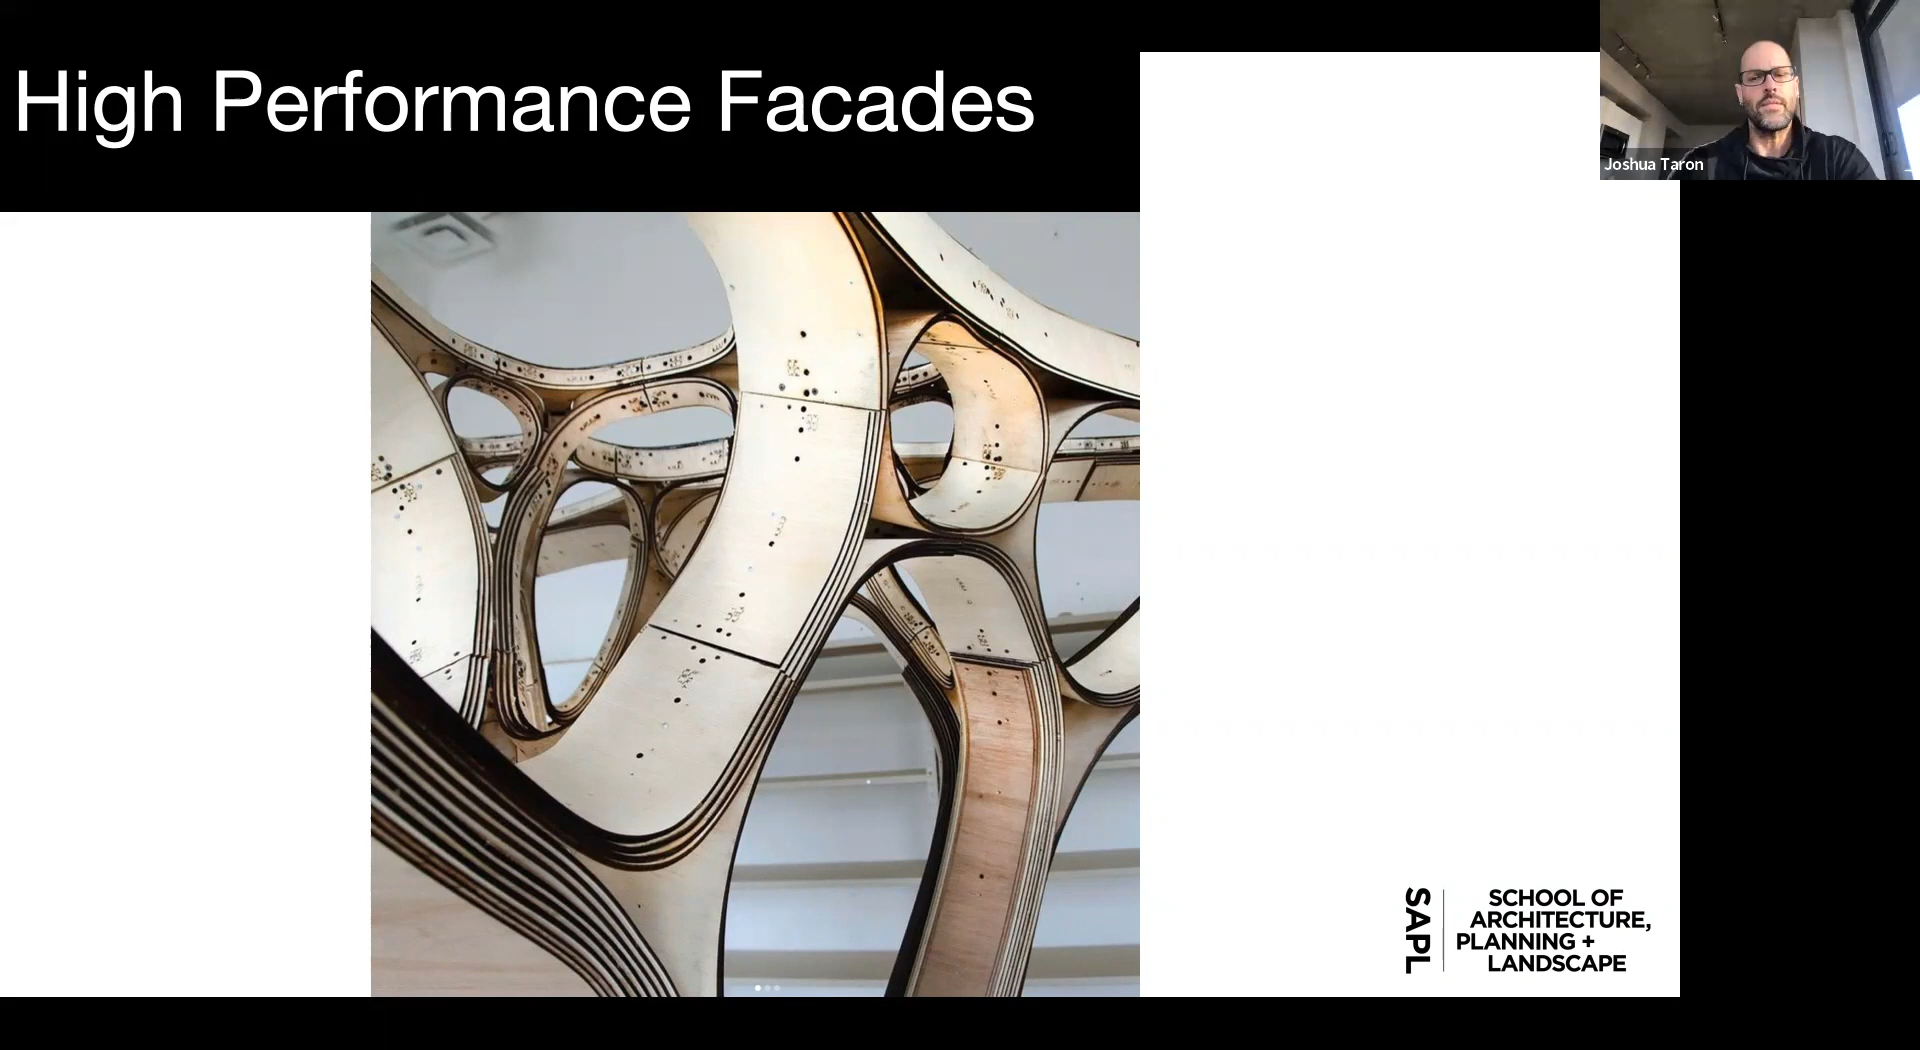 High Performance Facades
Joshua Taron
SAPL
SCHOOL OF
ARCHITECTURE,
PLANNING +
LANDSCAPE